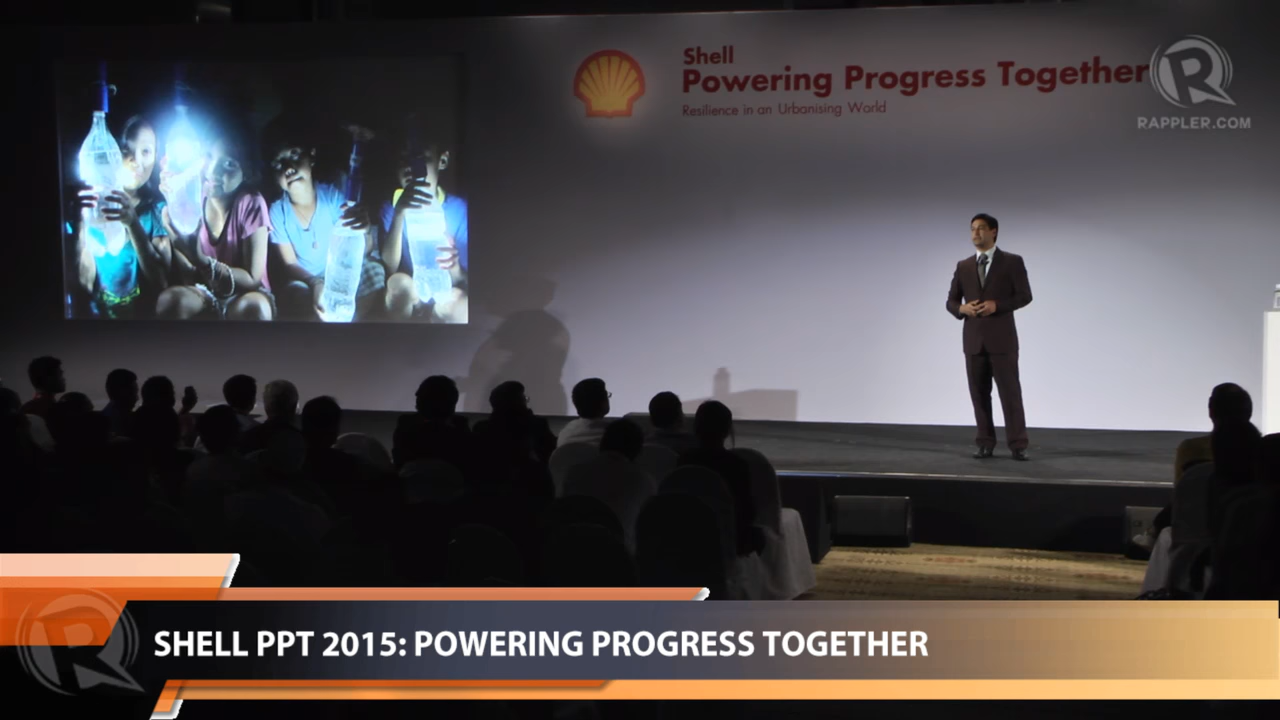 Shell
Powering Progress Together
Resilience in an Urbanising World
R
RAPPLER.COM
R
SHELL PPT 2015: POWERING PROGRESS TOGETHER